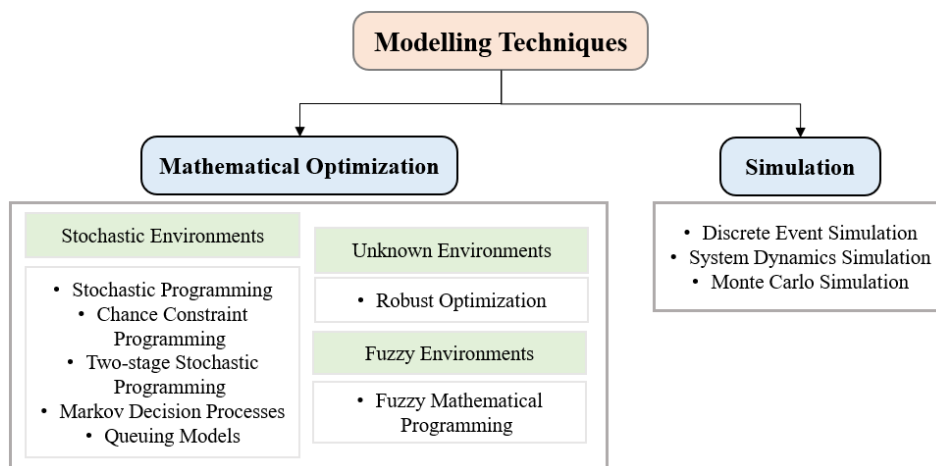 Modelling Techniques
Mathematical Optimization
Stochastic Environments
• Stochastic Programming
• Chance Constraint
Programming
• Two-stage Stochastic
Programming
• Markov Decision Processes
• Queuing Models
Unknown Environments
• Robust Optimization
Fuzzy Environments
• Fuzzy Mathematical
Programming
Simulation
• Discrete Event Simulation
• System Dynamics Simulation
• Monte Carlo Simulation